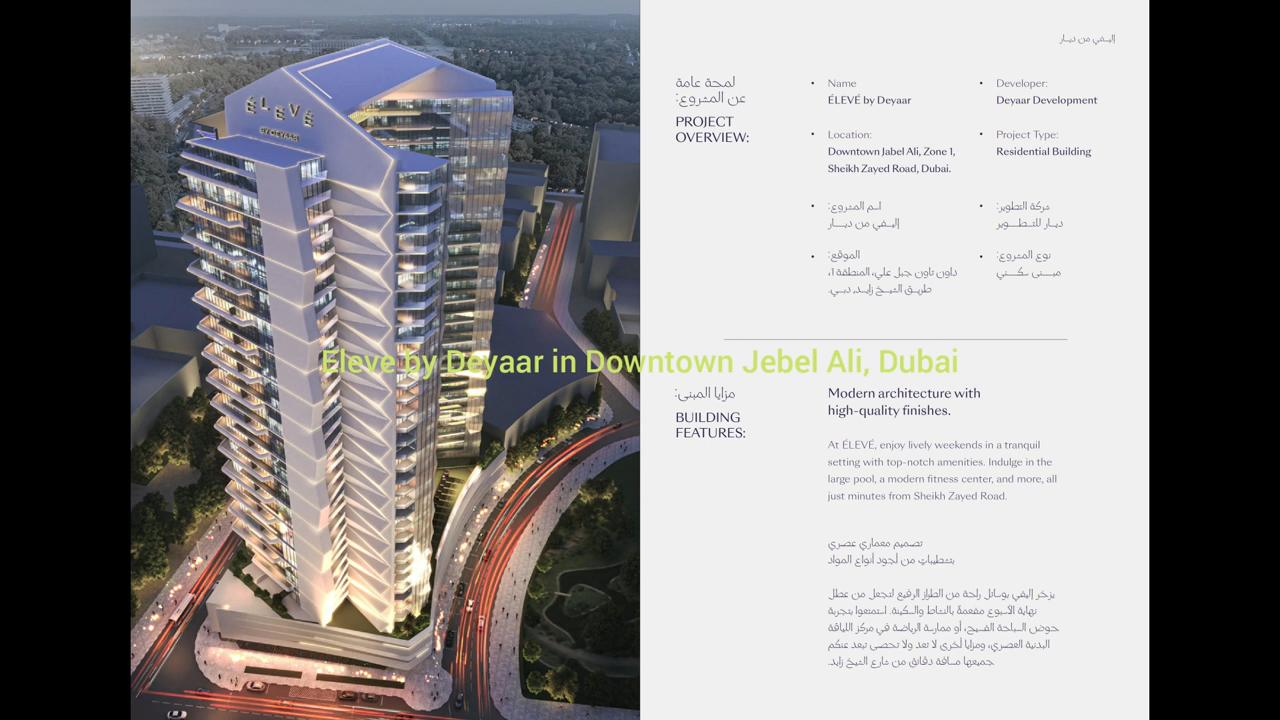 إليفي من ديار
ÉLEVÉ
BY DEYAAR
لمحة عامة
عن المشروع:
PROJECT
OVERVIEW:
• Name
ÉLEVÉ by Deyaar
• Developer:
Deyaar Development
• Location:
Downtown Jabel Ali, Zone 1,
Sheikh Zayed Road, Dubai.
• Project Type:
Residential Building
• اسم المشروع:
إليفي من ديار
• شركة التطوير:
ديار للتطوير
• الموقع:
داون تاون جبل علي، المنطقة 1،
طريق الشيخ زايد، دبي.
• نوع المشروع:
مبنى سكني
Eleve by Deyaar in Downtown Jebel Ali, Dubai
مزايا المبنى:
BUILDING
FEATURES:
Modern architecture with
high-quality finishes.
At ÉLEVÉ, enjoy lively weekends in a tranquil
setting with top-notch amenities. Indulge in the
large pool, a modern fitness center, and more, all
just minutes from Sheikh Zayed Road.
تصميم معماري عصري
بتشطيباتٍ من أجود أنواع المواد
يزخر إليفي بوسائل راحة من الطراز الرفيع لتجعل من عطل
نهاية الأسبوع مفعمةً بالنشاط والسكينة. استمتعوا بتجربة
حوض السباحة الفسيح، أو ممارسة الرياضة في مركز اللياقة
البدنية العصري، ومزايا أخرى لا تعد ولا تحصى تبعد عنكم
جميعها مسافة دقائق من شارع الشيخ زايد.